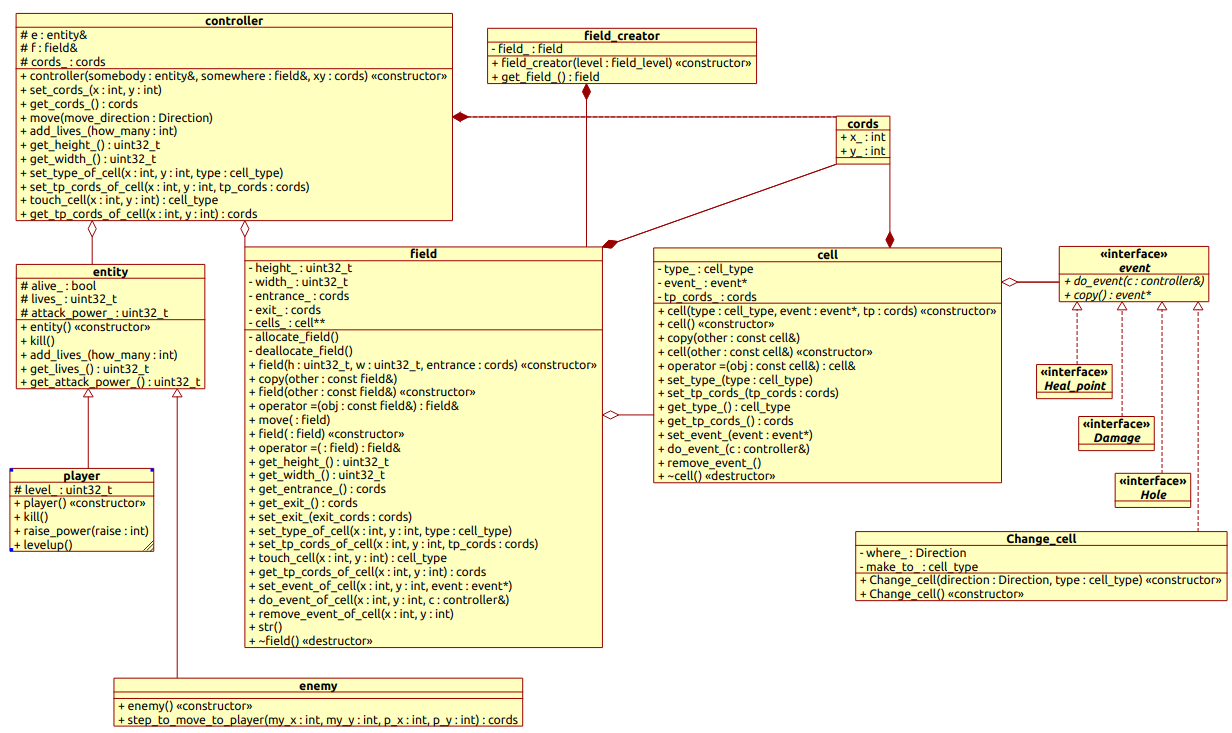 controller
# e : entity&
# f : field&
# cords_ : cords
+ controller(somebody : entity&, somewhere : field&, xy : cords) «constructor»
+ set_cords_(x : int, y : int)
+ get_cords_() : cords
+ move(move_direction : Direction)
+ add_lives_(how_many : int)
+ get_height_() : uint32_t
+ get_width_() : uint32_t
+ set_type_of_cell(x : int, y : int, type : cell_type)
+ set_tp_cords_of_cell(x : int, y : int, tp_cords : cords)
+ touch_cell(x : int, y : int) : cell_type
+ get_tp_cords_of_cell(x : int, y : int) : cords
field_creator
- field_ : field
+ field_creator(level : field_level) «constructor»
+ get_field_() : field
cords
+ x_ : int
+ y_ : int
entity
# alive_ : bool
# lives_ : uint32_t
# attack_power_ : uint32_t
+ entity() «constructor»
+ kill()
+ add_lives_(how_many : int)
+ get_lives_() : uint32_t
+ get_attack_power_() : uint32_t
field
- height_ : uint32_t
- width_ : uint32_t
- entrance_ : cords
- exit_ : cords
- cells_ : cell**
- allocate_field()
- deallocate_field()
+ field(h : uint32_t, w : uint32_t, entrance : cords) «constructor»
+ copy(other : const field&)
+ field(other : const field&) «constructor»
+ operator =(obj : const field&) : field&
+ move( : field)
+ field( : field) «constructor»
+ operator =( : field) : field&
+ get_height_() : uint32_t
+ get_width_() : uint32_t
+ get_entrance_() : cords
+ get_exit_() : cords
+ set_exit_(exit_cords : cords)
+ set_type_of_cell(x : int, y : int, type : cell_type)
+ set_tp_cords_of_cell(x : int, y : int, tp_cords : cords)
+ touch_cell(x : int, y : int) : cell_type
+ get_tp_cords_of_cell(x : int, y : int) : cords
+ set_event_of_cell(x : int, y : int, event : event*)
+ do_event_of_cell(x : int, y : int, c : controller&)
+ remove_event_of_cell(x : int, y : int)
+ str()
+ ~field() «destructor»
cell
- type_ : cell_type
- event_ : event*
- tp_cords_ : cords
+ cell(type : cell_type, event : event*, tp : cords) «constructor»
+ cell() «constructor»
+ copy(other : const cell&)
+ cell(other : const cell&) «constructor»
+ operator =(obj : const cell&) : cell&
+ set_type_(type : cell_type)
+ set_tp_cords_(tp_cords : cords)
+ get_type_() : cell_type
+ get_tp_cords_() : cords
+ set_event_(event : event*)
+ do_event_(c : controller&)
+ remove_event_()
+ ~cell() «destructor»
«interface»
event
+ do_event(c : controller&)
+ copy() : event*
«interface»
Heal_point
«interface»
Damage
«interface»
Hole
Change_cell
- where_ : Direction
- make_to_ : cell_type
+ Change_cell(direction : Direction, type : cell_type) «constructor»
+ Change_cell() «constructor»
player
# level_ : uint32_t
+ player() «constructor»
+ kill()
+ raise_power(raise : int)
+ levelup()
enemy
+ enemy() «constructor»
+ step_to_move_to_player(my_x : int, my_y : int, p_x : int, p_y : int) : cords